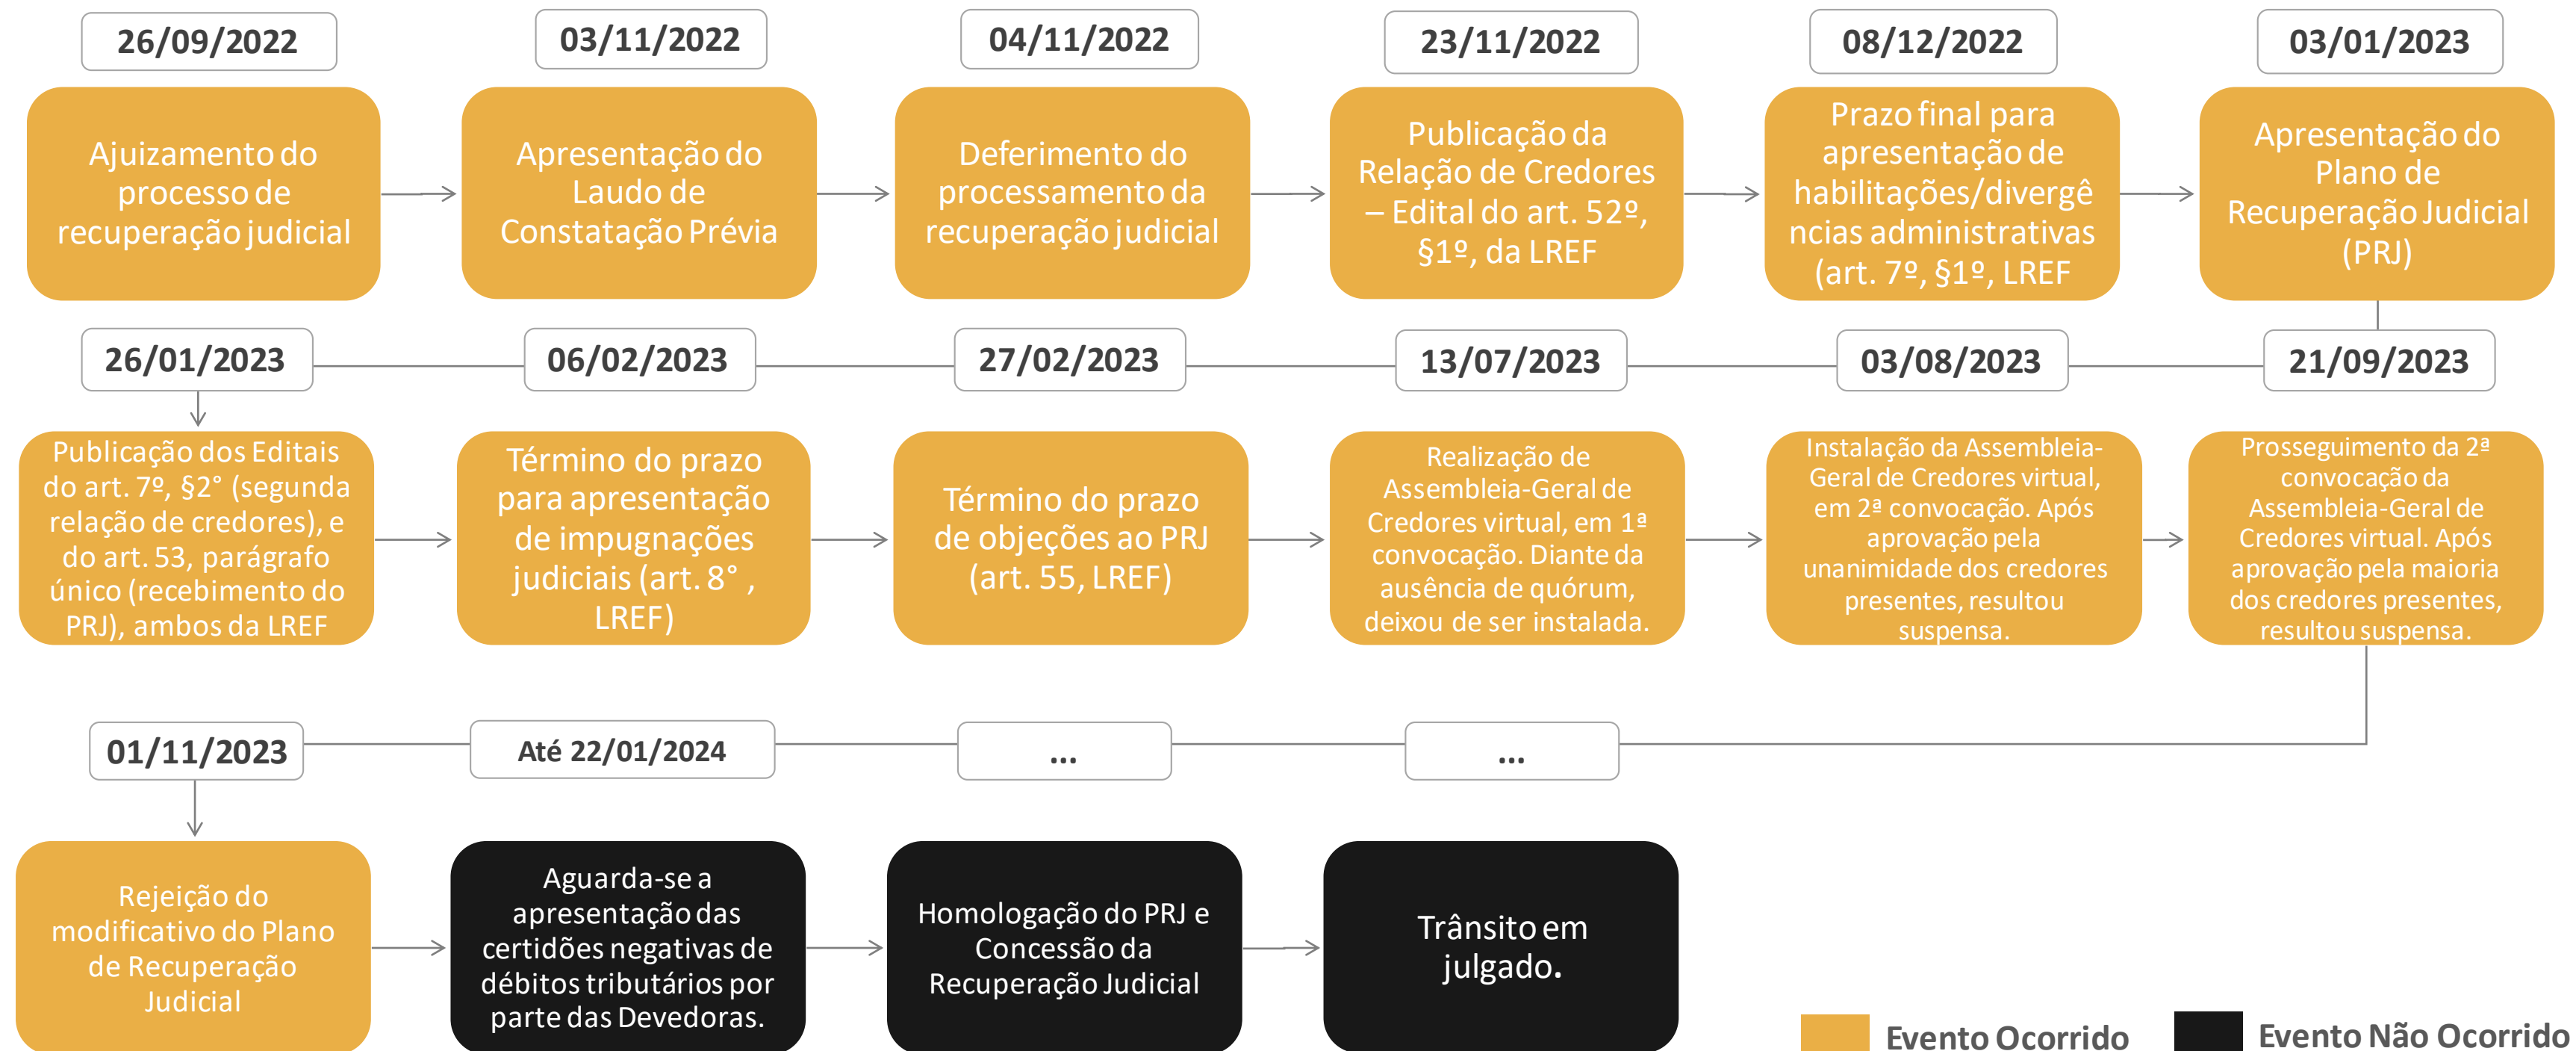 26/09/2022
03/11/2022
04/11/2022
23/11/2022
08/12/2022
03/01/2023
Ajuizamento do
processo de
recuperação judicial
Apresentação do
Laudo de
Constatação Prévia
Deferimento do
processamento da
recuperação judicial
Publicação da
Relação de Credores
– Edital do art. 52º,
§1º, da LREF
Prazo final para
apresentação de
habilitações/divergê
ncias administrativas
(art. 7º, §1º, LREF
Apresentação do
Plano de
Recuperação Judicial
(PRJ)
26/01/2023
06/02/2023
27/02/2023
13/07/2023
03/08/2023
21/09/2023
Publicação dos Editais
do art. 7º, §2° (segunda
relação de credores), e
do art. 53, parágrafo
único (recebimento do
PRJ), ambos da LREF
Término do prazo
para apresentação
de impugnações
judiciais (art. 8° ,
LREF)
Término do prazo
de objeções ao PRJ
(art. 55, LREF)
Realização de
Assembleia-Geral de
Credores virtual, em 1ª
convocação. Diante da
ausência de quórum,
deixou de ser instalada.
Instalação da Assembleia-
Geral de Credores virtual,
em 2ª convocação. Após
aprovação pela
unanimidade dos credores
presentes, resultou
suspensa.
Prosseguimento da 2ª
convocação da
Assembleia-Geral de
Credores virtual. Após
aprovação pela maioria
dos credores presentes,
resultou suspensa.
01/11/2023
Até 22/01/2024
...
...
Rejeição do
modificativo do Plano
de Recuperação
Judicial
Aguarda-se a
apresentação das
certidões negativas de
débitos tributários por
parte das Devedoras.
Homologação do PRJ e
Concessão da
Recuperação Judicial
Trânsito em
julgado.
Evento Ocorrido
Evento Não Ocorrido